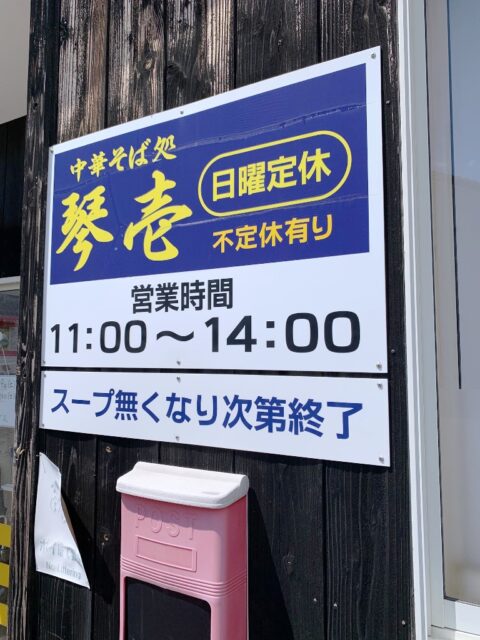 中華そば処
琴壱
日曜定休
不定休有り
営業時間
11:00～14:00
スープ無くなり次第終了
POST